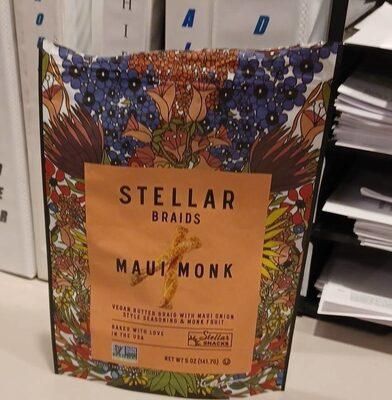 STELLAR
BRAIDS
MAUI MONK
VEGAN BUTTER BRAID WITH MAUI ONION
STYLE SEASONING & MONK FRUIT
BAKED WITH LOVE
IN THE USA
Stellar
SNACKS
NET WT 5 OZ (141.7G)